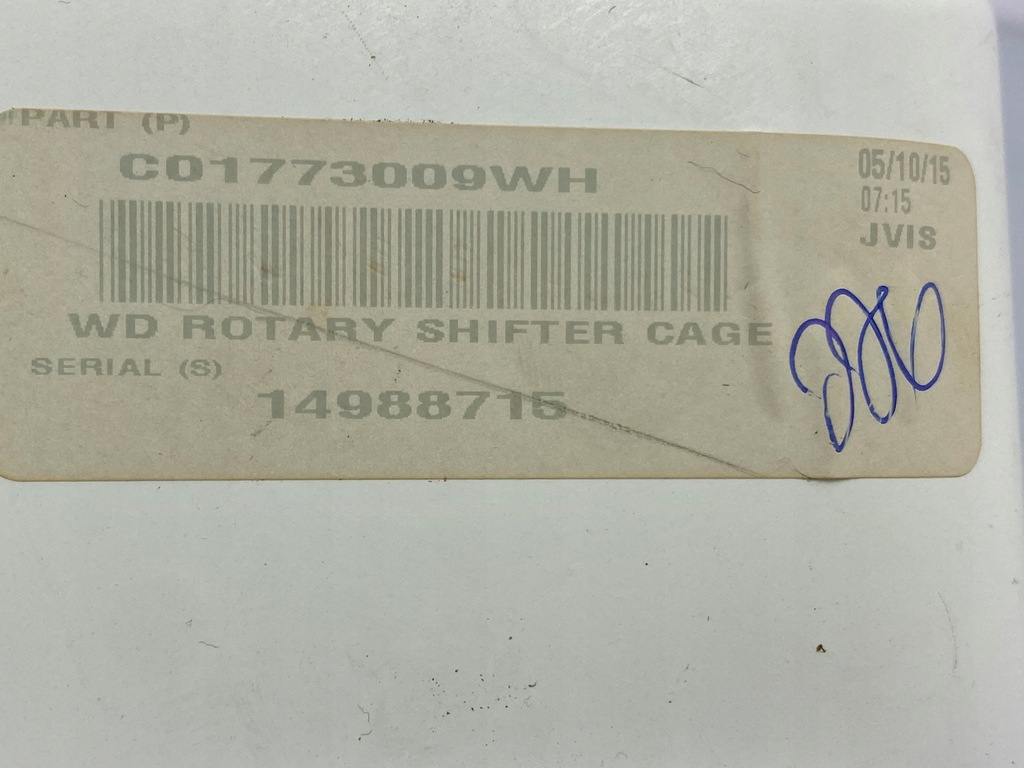 PART (P)
C01773009WH
WD ROTARY SHIFTER CAGE
SERIAL (S)
14988715
05/10/15
07:15
JVIS